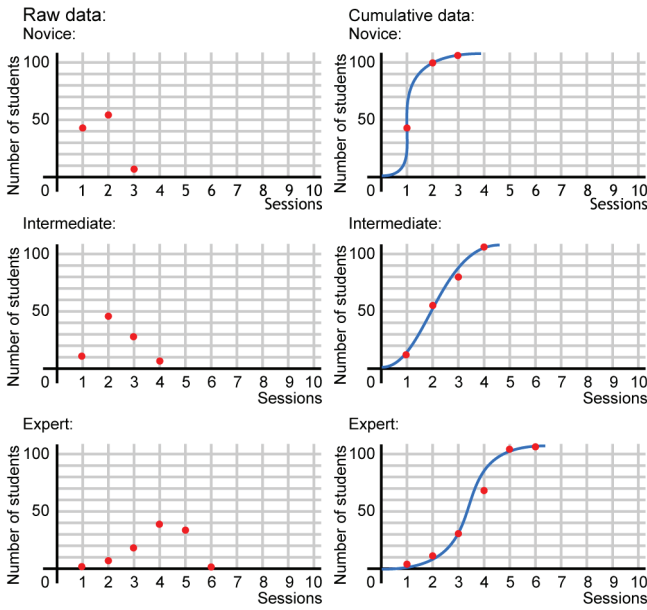 Raw data:
Novice:
Number of students
100
50
0 1 2 3 4 5 6 7 8 9 10
Sessions
Cumulative data:
Novice:
Number of students
100
50
0 1 2 3 4 5 6 7 8 9 10
Sessions
Intermediate:
Number of students
100
50
0 1 2 3 4 5 6 7 8 9 10
Sessions
Intermediate:
Number of students
100
50
0 1 2 3 4 5 6 7 8 9 10
Sessions
Expert:
Number of students
100
50
0 1 2 3 4 5 6 7 8 9 10
Sessions
Expert:
Number of students
100
50
0 1 2 3 4 5 6 7 8 9 10
Sessions